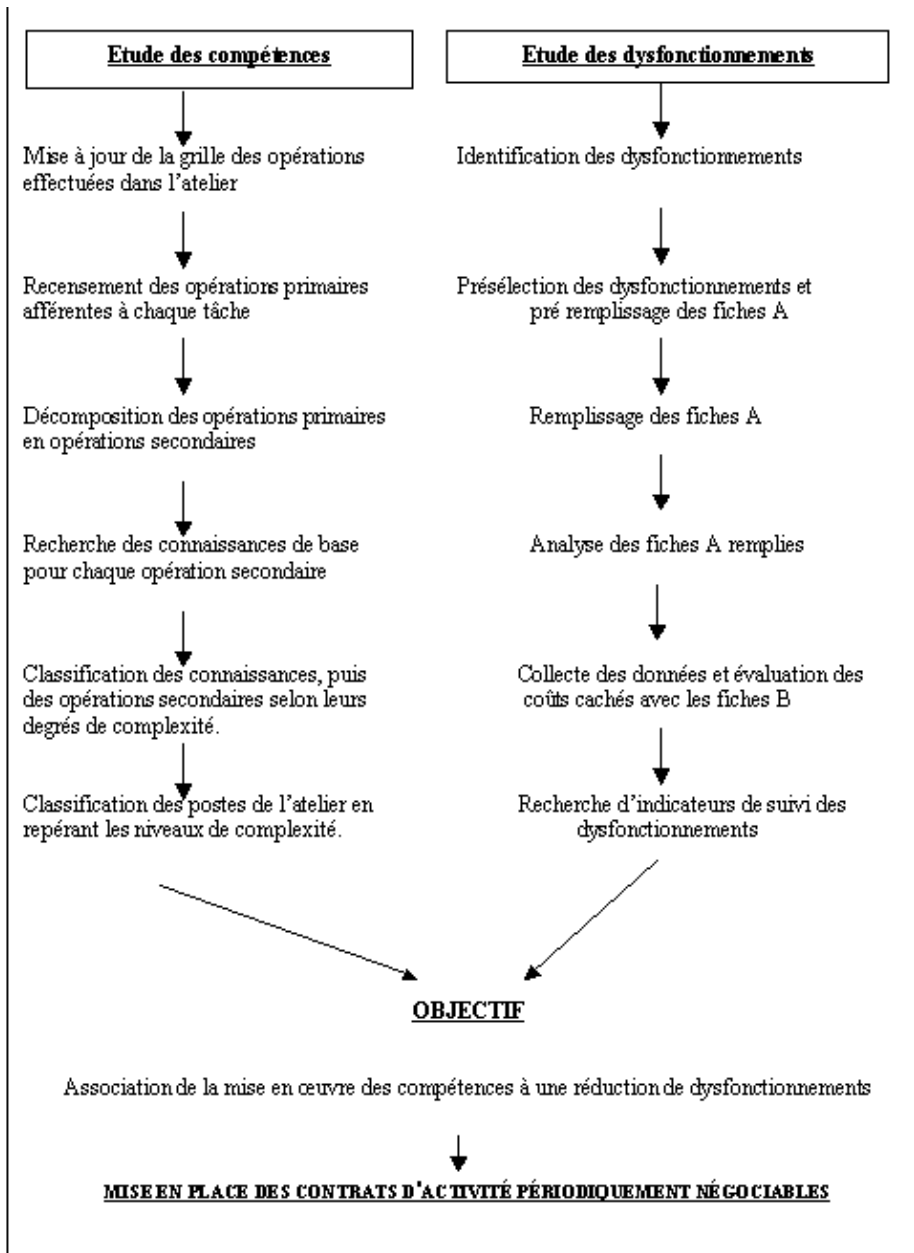 Etude des compétences
Mise à jour de la grille des opérations
effectuées dans l'atelier
Recensement des opérations primaires
afférentes à chaque tâche
Décomposition des opérations primaires
en opérations secondaires
Recherche des connaissances de base
pour chaque opération secondaire
Classification des connaissances, puis
des opérations secondaires selon leurs
degrés de complexité.
Classification des postes de l'atelier en
repérant les niveaux de complexité.
Etude des dysfonctionnements
Identification des dysfonctionnements
Présélection des dysfonctionnements et
pré remplissage des fiches A
Remplissage des fiches A
Analyse des fiches A remplies
Collecte des données et évaluation des
coûts cachés avec les fiches B
Recherche d'indicateurs de suivi des
dysfonctionnements
OBJECTIF
Association de la mise en œuvre des compétences à une réduction de dysfonctionnements
MISE EN PLACE DES CONTRATS D'ACTIVITÉ PÉRIODIQUEMENT NÉGOCIABLES